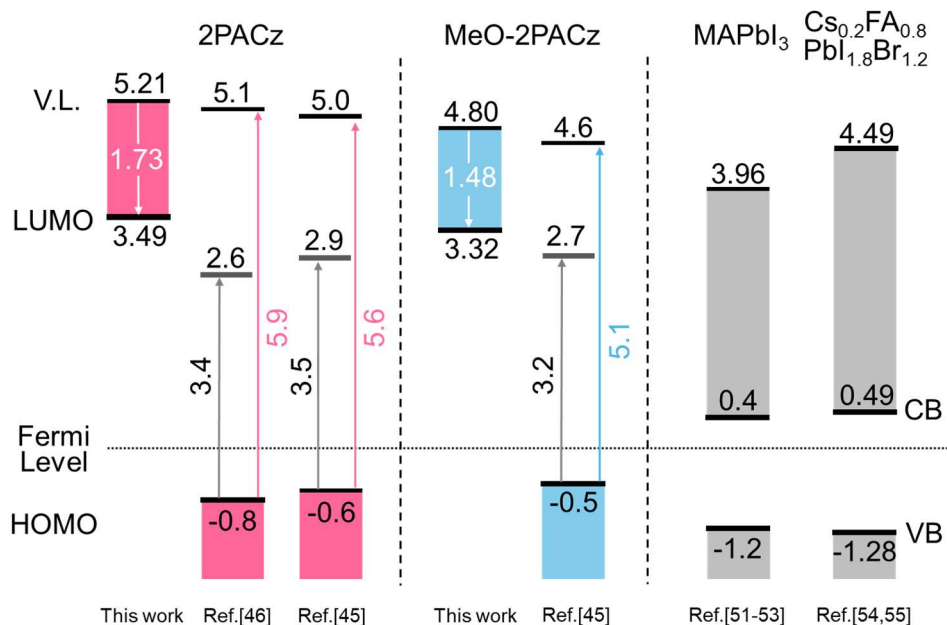 2PACz
MeO-2PACz
MAPbI₃
Cs₀.₂FA₀.₈
PbI₁.₈Br₁.₂
V.L.
5.21
5.1
5.0
4.80
4.6
3.96
4.49
1.73
1.48
LUMO
3.49
2.6
2.9
3.32
2.7
3.4
5.9
3.5
5.6
3.2
5.1
0.4
0.49
CB
Fermi
Level
HOMO
-0.8
-0.6
-0.5
-1.2
-1.28
VB
This work
Ref.[46]
Ref.[45]
This work
Ref.[45]
Ref.[51-53]
Ref.[54,55]